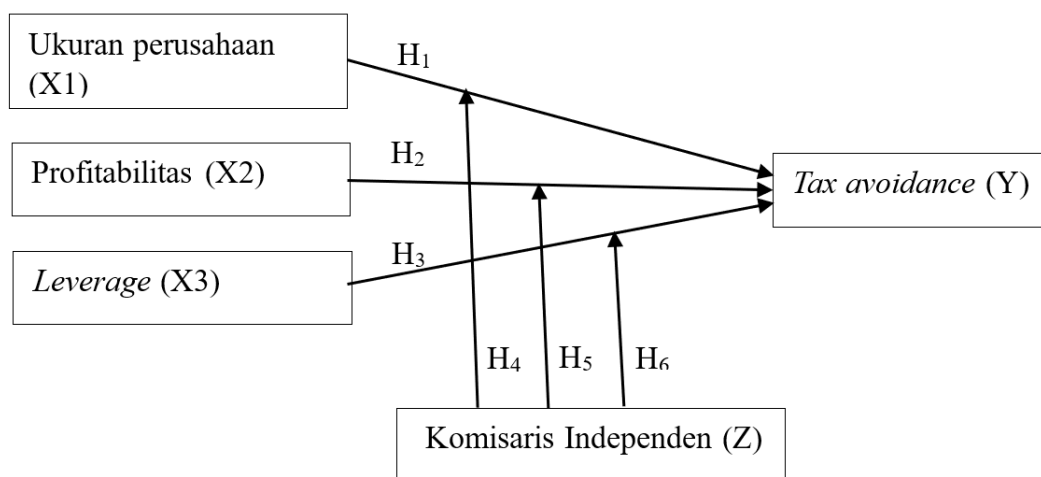 Ukuran perusahaan
(X1)
H1
Profitabilitas (X2)
H2
Tax avoidance (Y)
Leverage (X3)
H3
H4
H5
H6
Komisaris Independen (Z)